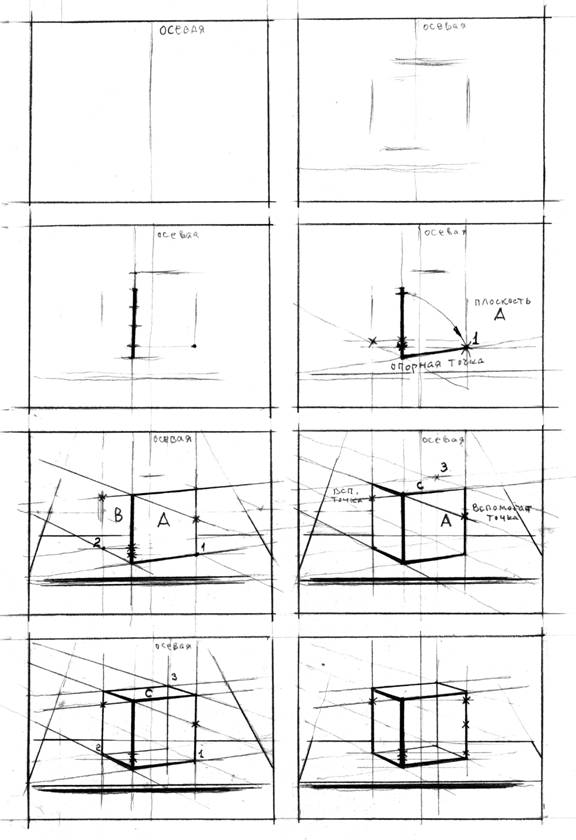 ОСЕВАЯ
осевая
осевая
осевая
плоскость
А
1
опорная точка
осевая
В
А
2
1
осевая
3
С
всп.
точка
А
Вспомогат
точка
осевая
3
С
2
1